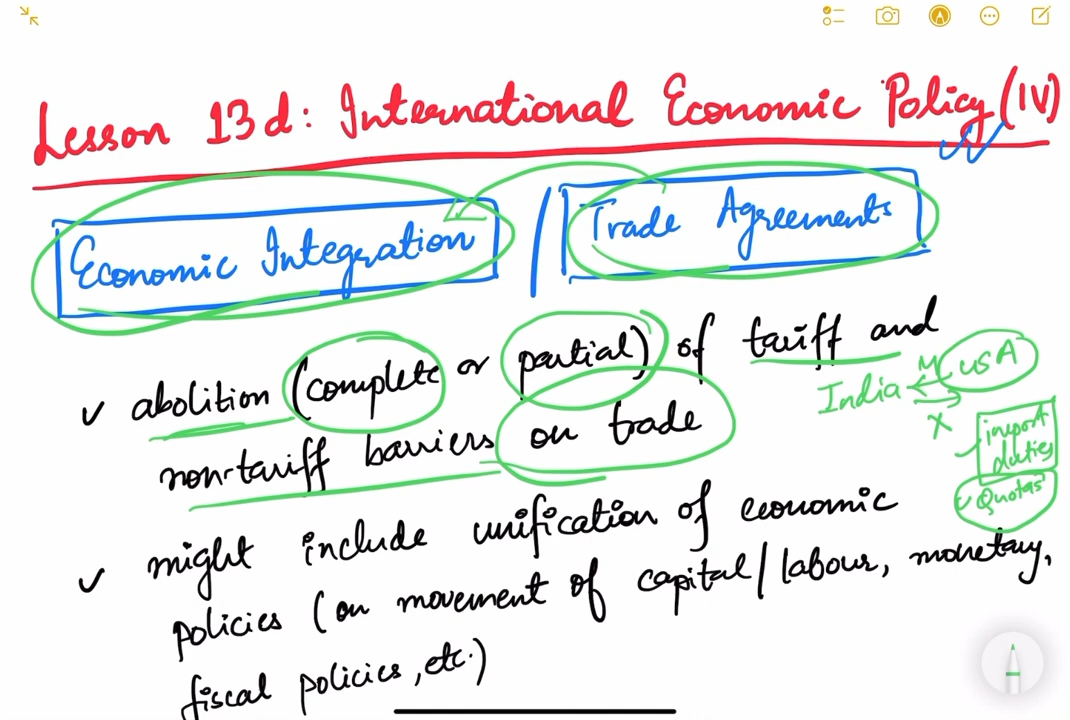 Lesson 13d: International Economic Policy (IV)
Economic Integration / Trade Agreements
✓ abolition (complete or partial) of tariff and
non-tariff barriers on trade
India M USA
X
import
duties
Quotas
✓ might include unification of economic
policies (on movement of capital/labour, monetary,
fiscal policies, etc.)